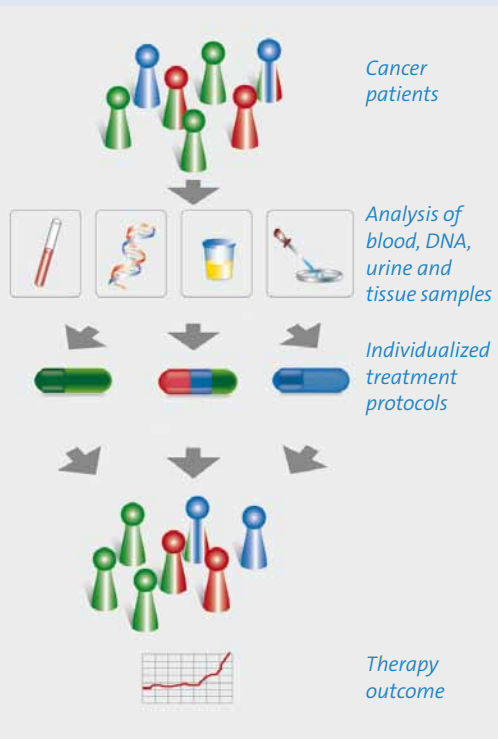 Cancer
patients
Analysis of
blood, DNA,
urine and
tissue samples
Individualized
treatment
protocols
Therapy
outcome